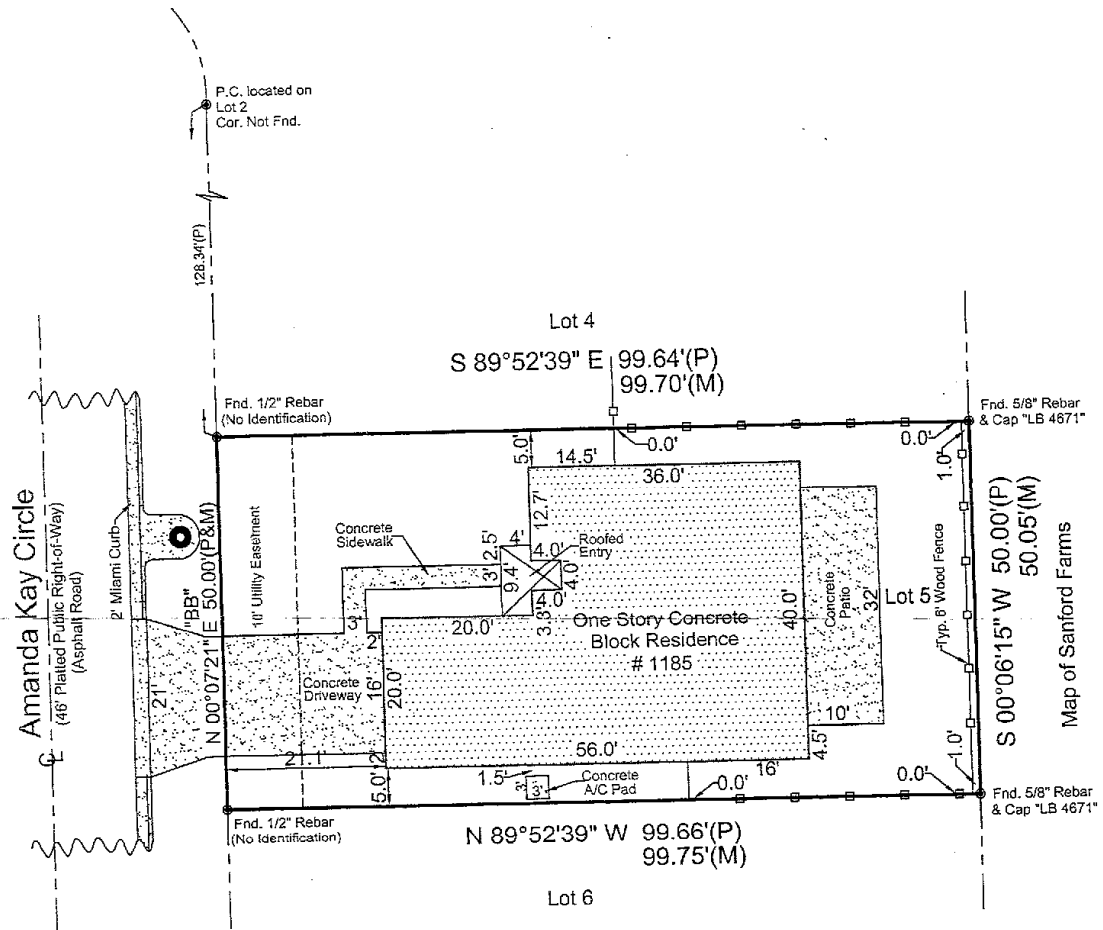 P.C. located on
Lot 2
Cor. Not Fnd.
128.34'(P)
Lot 4
S 89°52'39" E 99.64'(P)
99.70'(M)
Fnd. 1/2" Rebar
(No Identification)
Fnd. 5/8" Rebar
& Cap "LB 4671"
0.0'
0.0'
1.0'
5.0'
14.5'
36.0'
12.7'
Amanda Kay Circle
(46' Platted Public Right-of-Way)
(Asphalt Road)
2' Miami Curb
"BB"
N 00°07'21" E 50.00'(P&M)
10' Utility Easement
Concrete
Sidewalk
4'
2.5'
3'
9.4'
4.0'
4.0'
4.0'
3.3'
Roofed
Entry
3'
2'
20.0'
One Story Concrete
Block Residence
# 1185
40.0'
Concrete
Patio
32'
Lot 5
Typ. 6' Wood Fence
S 00°06'15" W 50.00'(P)
50.05'(M)
Map of Sanford Farms
21'
Concrete
Driveway
16'
20.0'
2'
21.1'
56.0'
10'
4.5'
16'
5.0'
1.5'
3'
3'
Concrete
A/C Pad
0.0'
0.0'
1.0'
Fnd. 1/2" Rebar
(No Identification)
Fnd. 5/8" Rebar
& Cap "LB 4671"
N 89°52'39" W 99.66'(P)
99.75'(M)
Lot 6